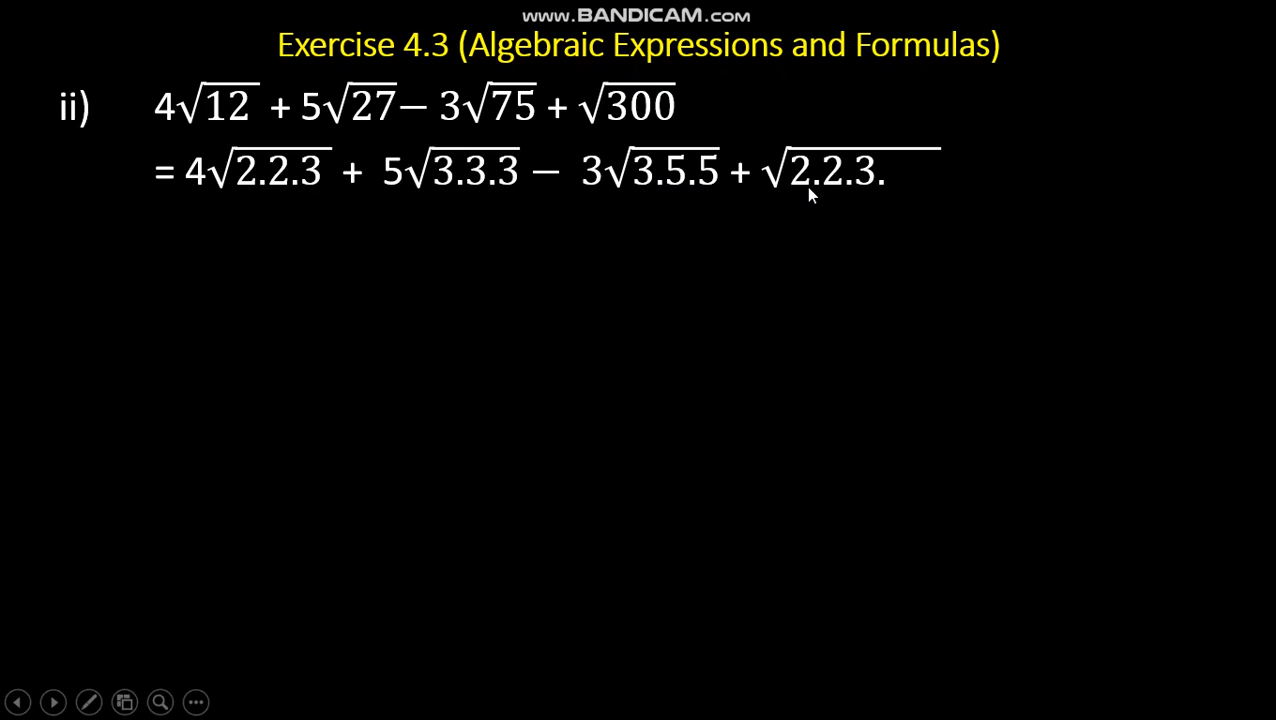 www.BANDICAM.com
Exercise 4.3 (Algebraic Expressions and Formulas)
ii) 4√12 + 5√27 − 3√75 + √300
= 4√2.2.3 + 5√3.3.3 − 3√3.5.5 + √2.2.3.